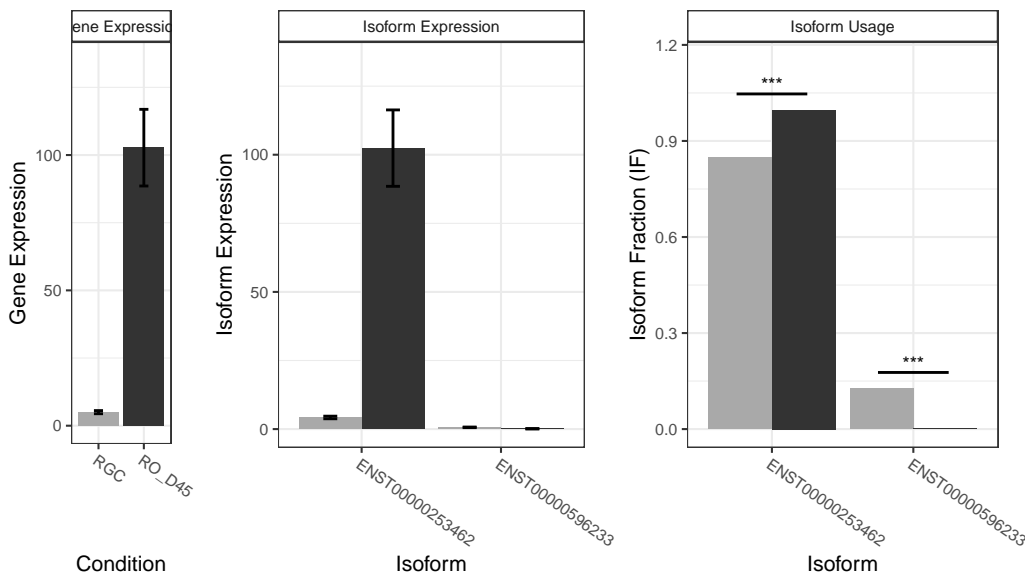 ene Expressio
Gene Expression
100
50
0
RGC
RO_D45
Condition
Isoform Expression
Isoform Expression
100
50
0
ENST00000253462
ENST00000596233
Isoform
Isoform Usage
Isoform Fraction (IF)
1.2
0.9
0.6
0.3
0.0
***
***
ENST00000253462
ENST00000596233
Isoform